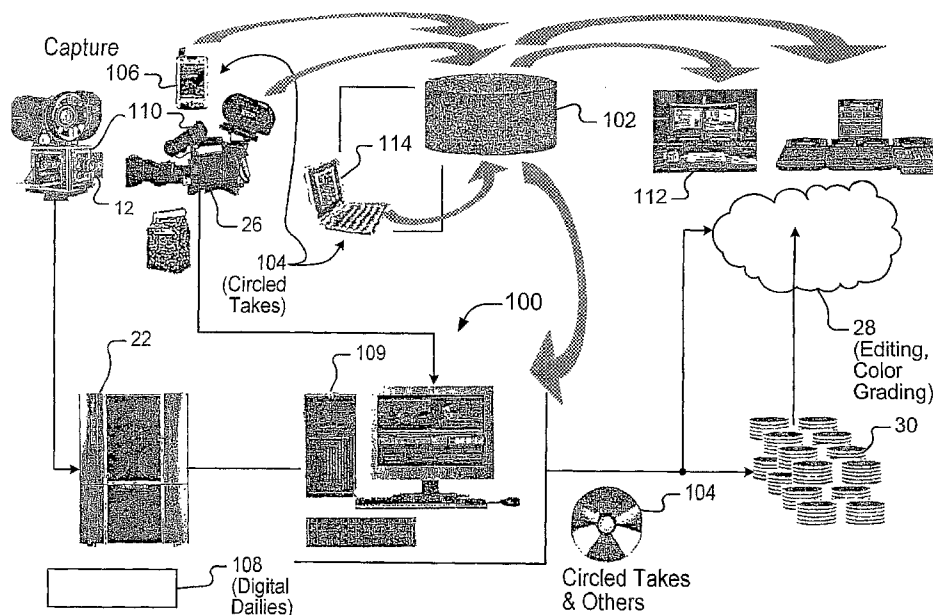 Capture
106
110
12
26
114
102
112
104
(Circled
Takes)
100
28
(Editing,
Color
Grading)
22
109
30
104
Circled Takes
& Others
108
(Digital
Dailies)